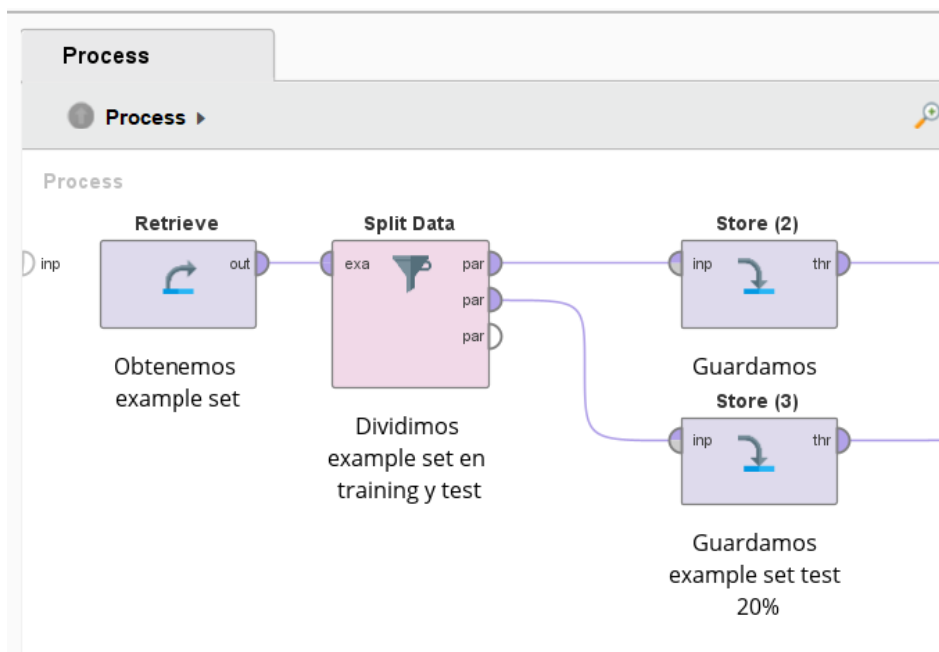 Process
Process
Process
Retrieve
Split Data
Store (2)
inp
out
exa
par
inp
thr
par
par
Obtenemos
example set
Guardamos
Store (3)
Dividimos
example set en
training y test
inp
thr
Guardamos
example set test
20%